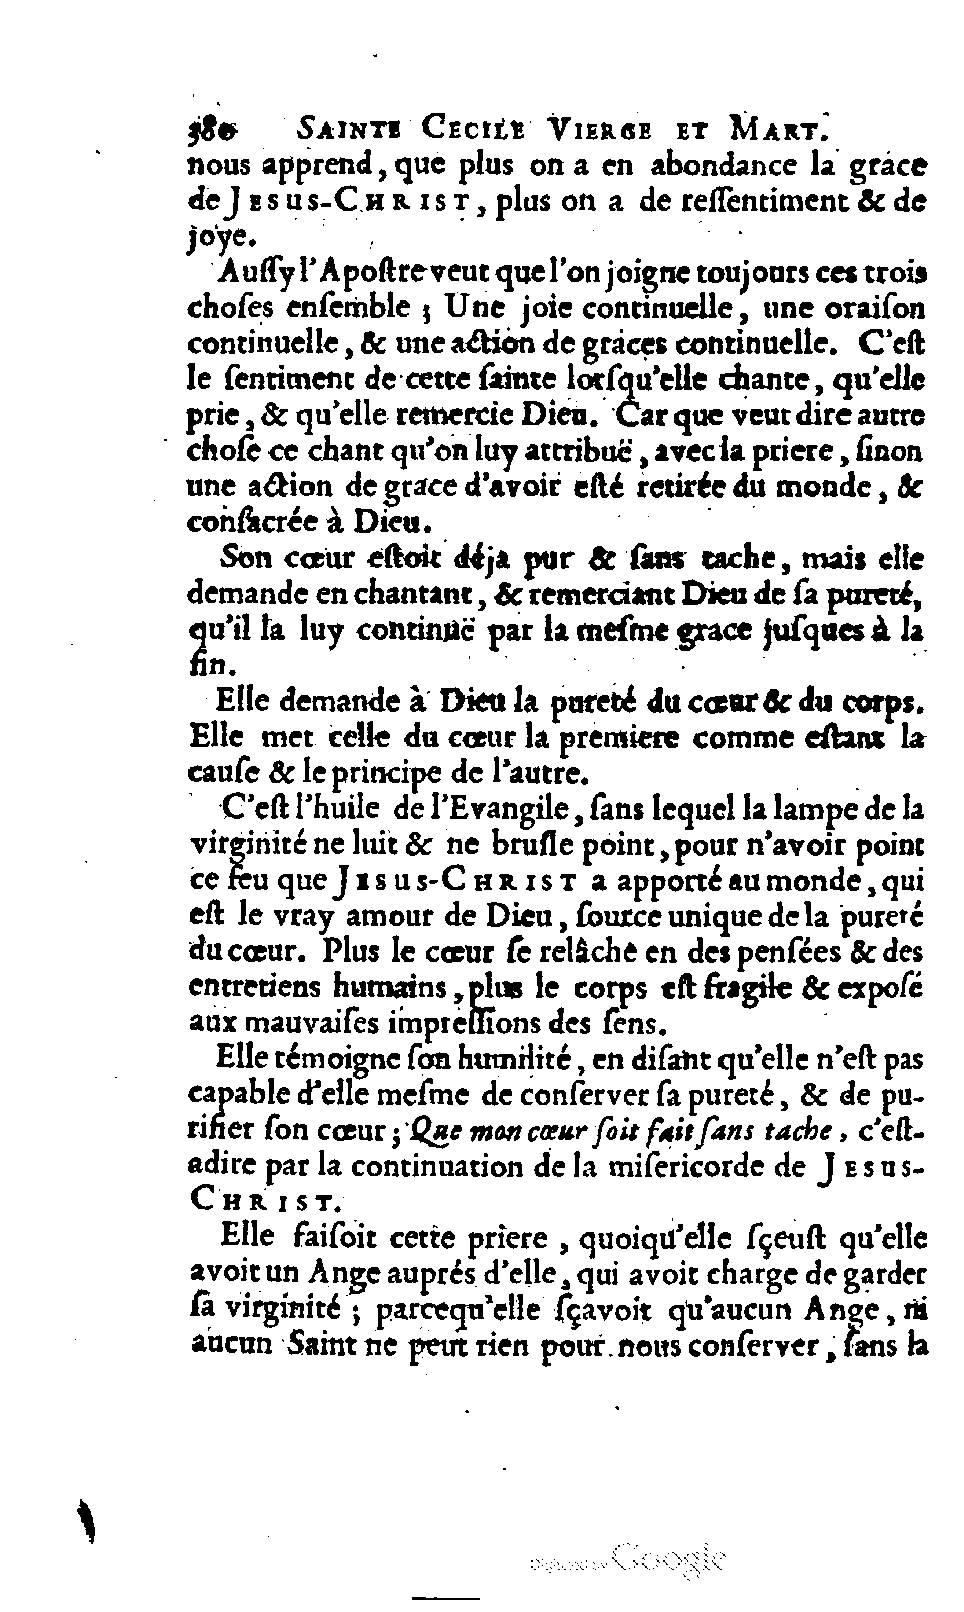 380 SAINTE CECILE VIERGE ET MART.
nous apprend, que plus on a en abondance la grace
de JESUS-CHRIST, plus on a de reſſentiment & de
joye.
Auſſy l'Apoſtre veut que l'on joigne toujours ces trois
choſes enſemble ; Une joie continuelle, une oraiſon
continuelle, & une action de graces continuelle. C'eſt
le ſentiment de cette ſainte lorſqu'elle chante, qu'elle
prie, & qu'elle remercie Dieu. Car que veut dire autre
choſe ce chant qu'on luy attribuë, avec la priere, ſinon
une action de grace d'avoir eſté retirée du monde, &
conſacrée à Dieu.
Son cœur eſtoit déja pur & ſans tache, mais elle
demande en chantant, & remerciant Dieu de ſa pureté,
qu'il la luy continuë par la meſme grace juſques à la
fin.
Elle demande à Dieu la pureté du cœur & du corps.
Elle met celle du cœur la premiere comme eſtant la
cauſe & le principe de l'autre.
C'eſt l'huile de l'Evangile, ſans lequel la lampe de la
virginité ne luit & ne bruſle point, pour n'avoir point
ce feu que JESUS-CHRIST a apporté au monde, qui
eſt le vray amour de Dieu, ſource unique de la pureté
du cœur. Plus le cœur ſe relâche en des penſées & des
entretiens humains, plus le corps eſt fragile & expoſé
aux mauvaiſes impreſſions des ſens.
Elle témoigne ſon humilité, en diſant qu'elle n'eſt pas
capable d'elle meſme de conſerver ſa pureté, & de pu-
rifier ſon cœur ; Que mon cœur ſoit fait ſans tache, c'eſt-
adire par la continuation de la miſericorde de JESUS-
CHRIST.
Elle faiſoit cette priere, quoiqu'elle ſçeuſt qu'elle
avoit un Ange auprés d'elle, qui avoit charge de garder
ſa virginité ; parcequ'elle ſçavoit qu'aucun Ange, ni
aucun Saint ne peut rien pour nous conſerver, ſans la
Google